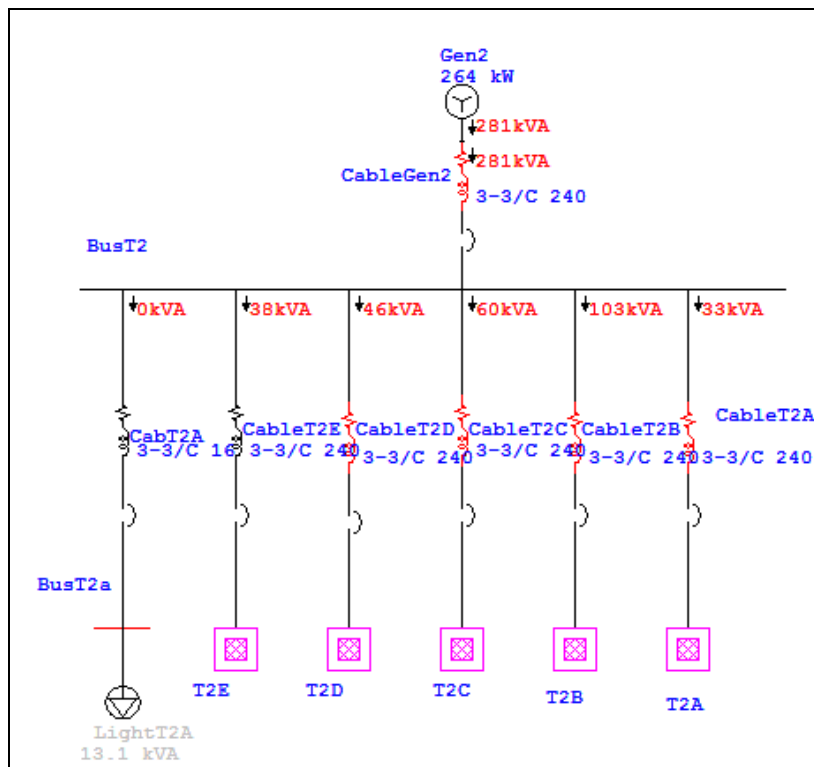 Gen2
264 kW
281kVA
281kVA
CableGen2
3-3/C 240
BusT2
0kVA
38kVA
46kVA
60kVA
103kVA
33kVA
CabT2A
3-3/C 16
CableT2E
3-3/C 240
CableT2D
3-3/C 240
CableT2C
3-3/C 240
CableT2B
3-3/C 240
CableT2A
3-3/C 240
BusT2a
T2E
T2D
T2C
T2B
T2A
LightT2A
13.1 kVA